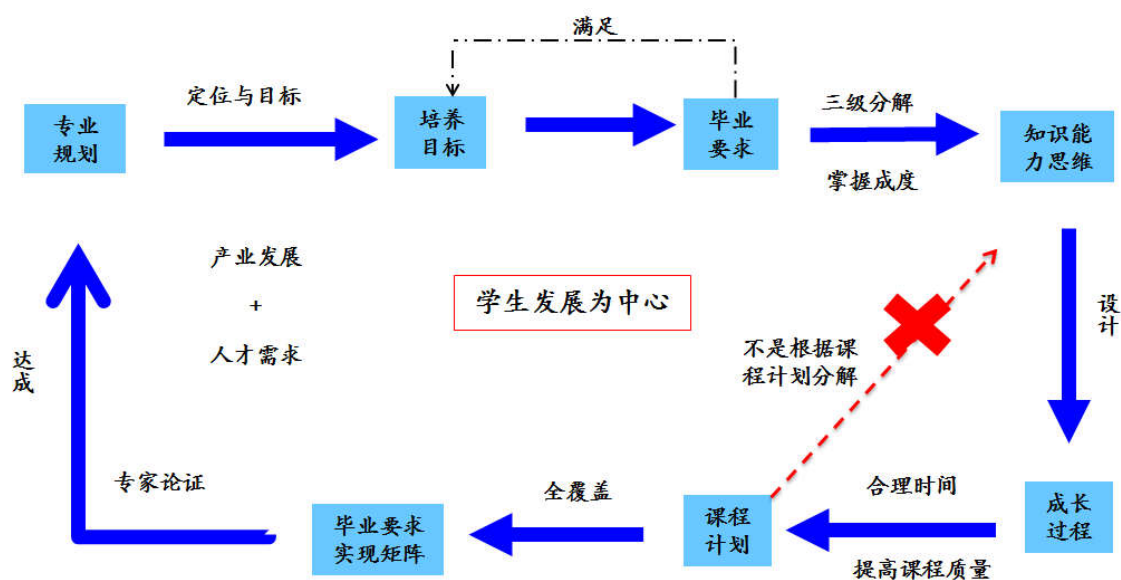 满足
定位与目标
专业
规划
培养
目标
毕业
要求
三级分解
掌握成度
知识能
力思维
产业发展
+
人才需求
学生发展为中心
不是根据课
程计划分解
设计
达成
专家论证
毕业要求
实现矩阵
全覆盖
课程
计划
合理时间
提高课程质量
成长
过程